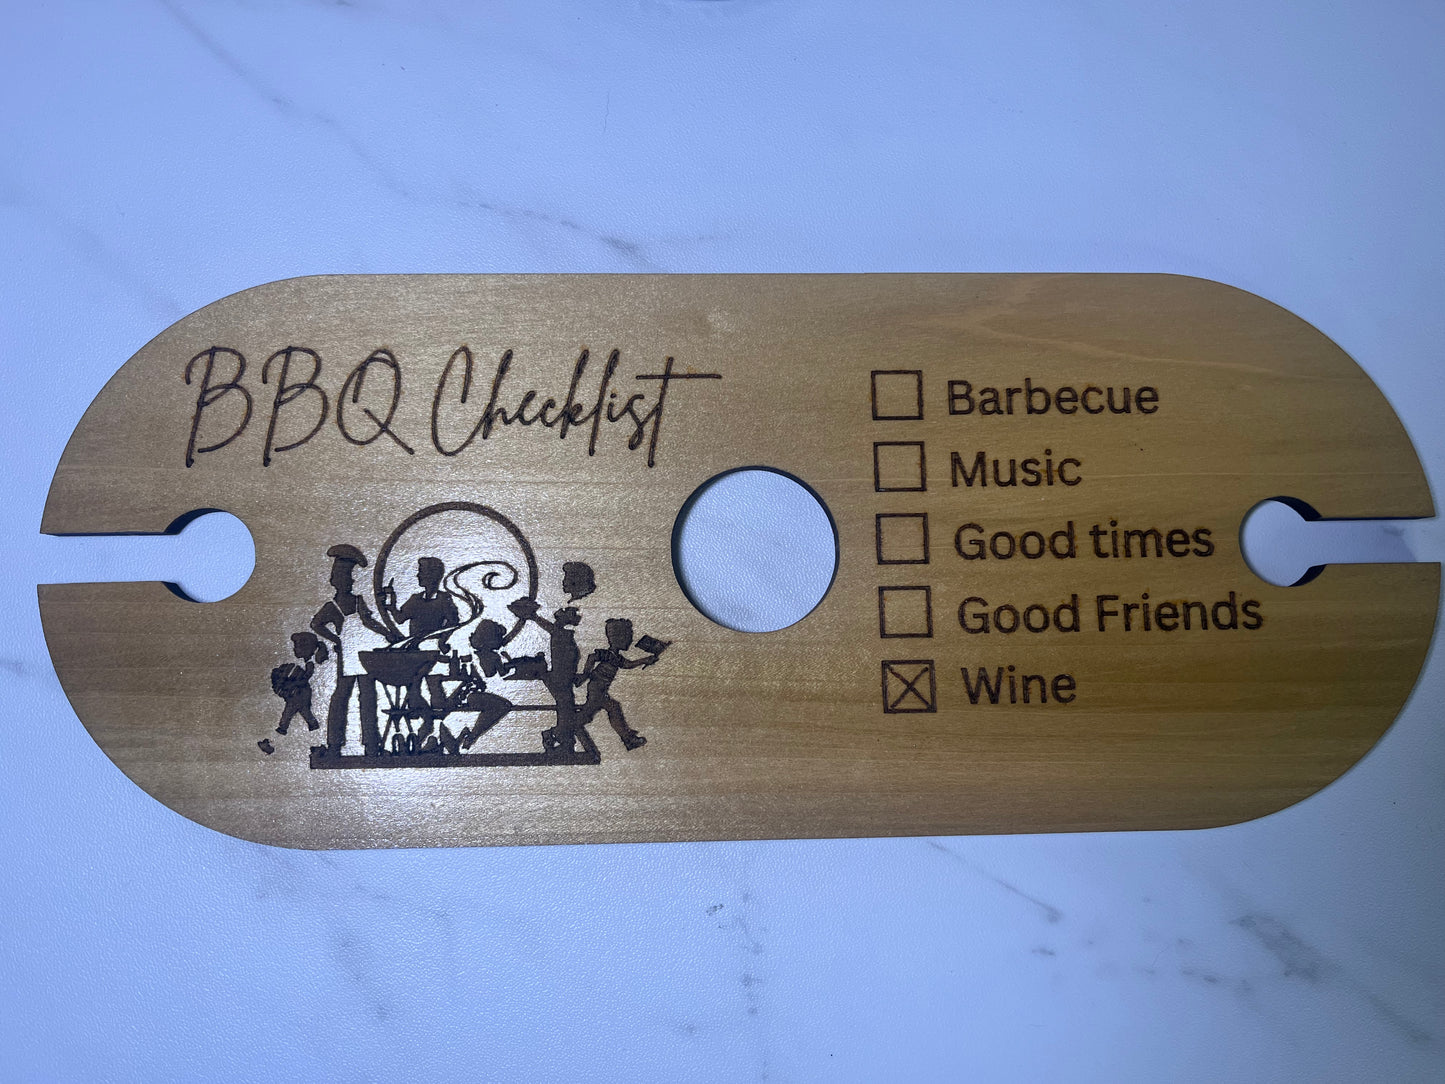 BBQ Checklist
Barbecue
Music
Good times
Good Friends
Wine